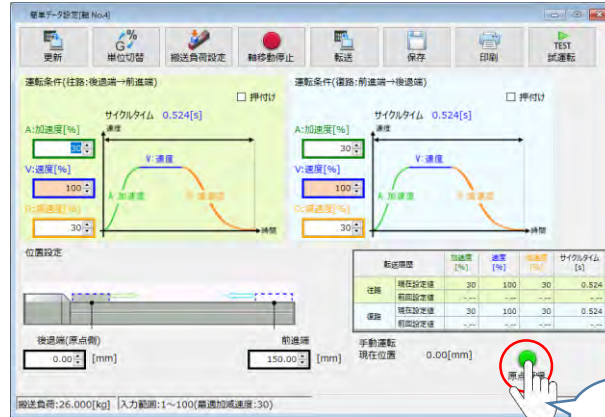 簡単データ設定[軸 No.4]
更新
単位切替
搬送負荷設定
軸移動停止
転送
保存
印刷
TEST
試運転
運転条件(往路:後退端→前進端)
押付け
サイクルタイム 0.524[s]
A:加速度[%]
30
V:速度[%]
100
D:減速度[%]
30
速度
V:速度
A:加速度
D:減速度
時間
運転条件(復路:前進端→後退端)
押付け
サイクルタイム 0.524[s]
A:加速度[%]
30
V:速度[%]
100
D:減速度[%]
30
速度
V:速度
A:加速度
D:減速度
時間
位置設定
後退端(原点側)
0.00 [mm]
前進端
150.00 [mm]
転送履歴 加速度[%] 速度[%] 減速度[%] サイクルタイム[s]
往路 現在設定値 30 100 30 0.524
前回設定値 -.-- -.-- -.-- -.--
復路 現在設定値 30 100 30 0.524
前回設定値 -.-- -.-- -.-- -.--
手動運転
現在位置 0.00[mm]
搬送負荷:26.000[kg] 入力範囲:1～100(最適加減速度:30)